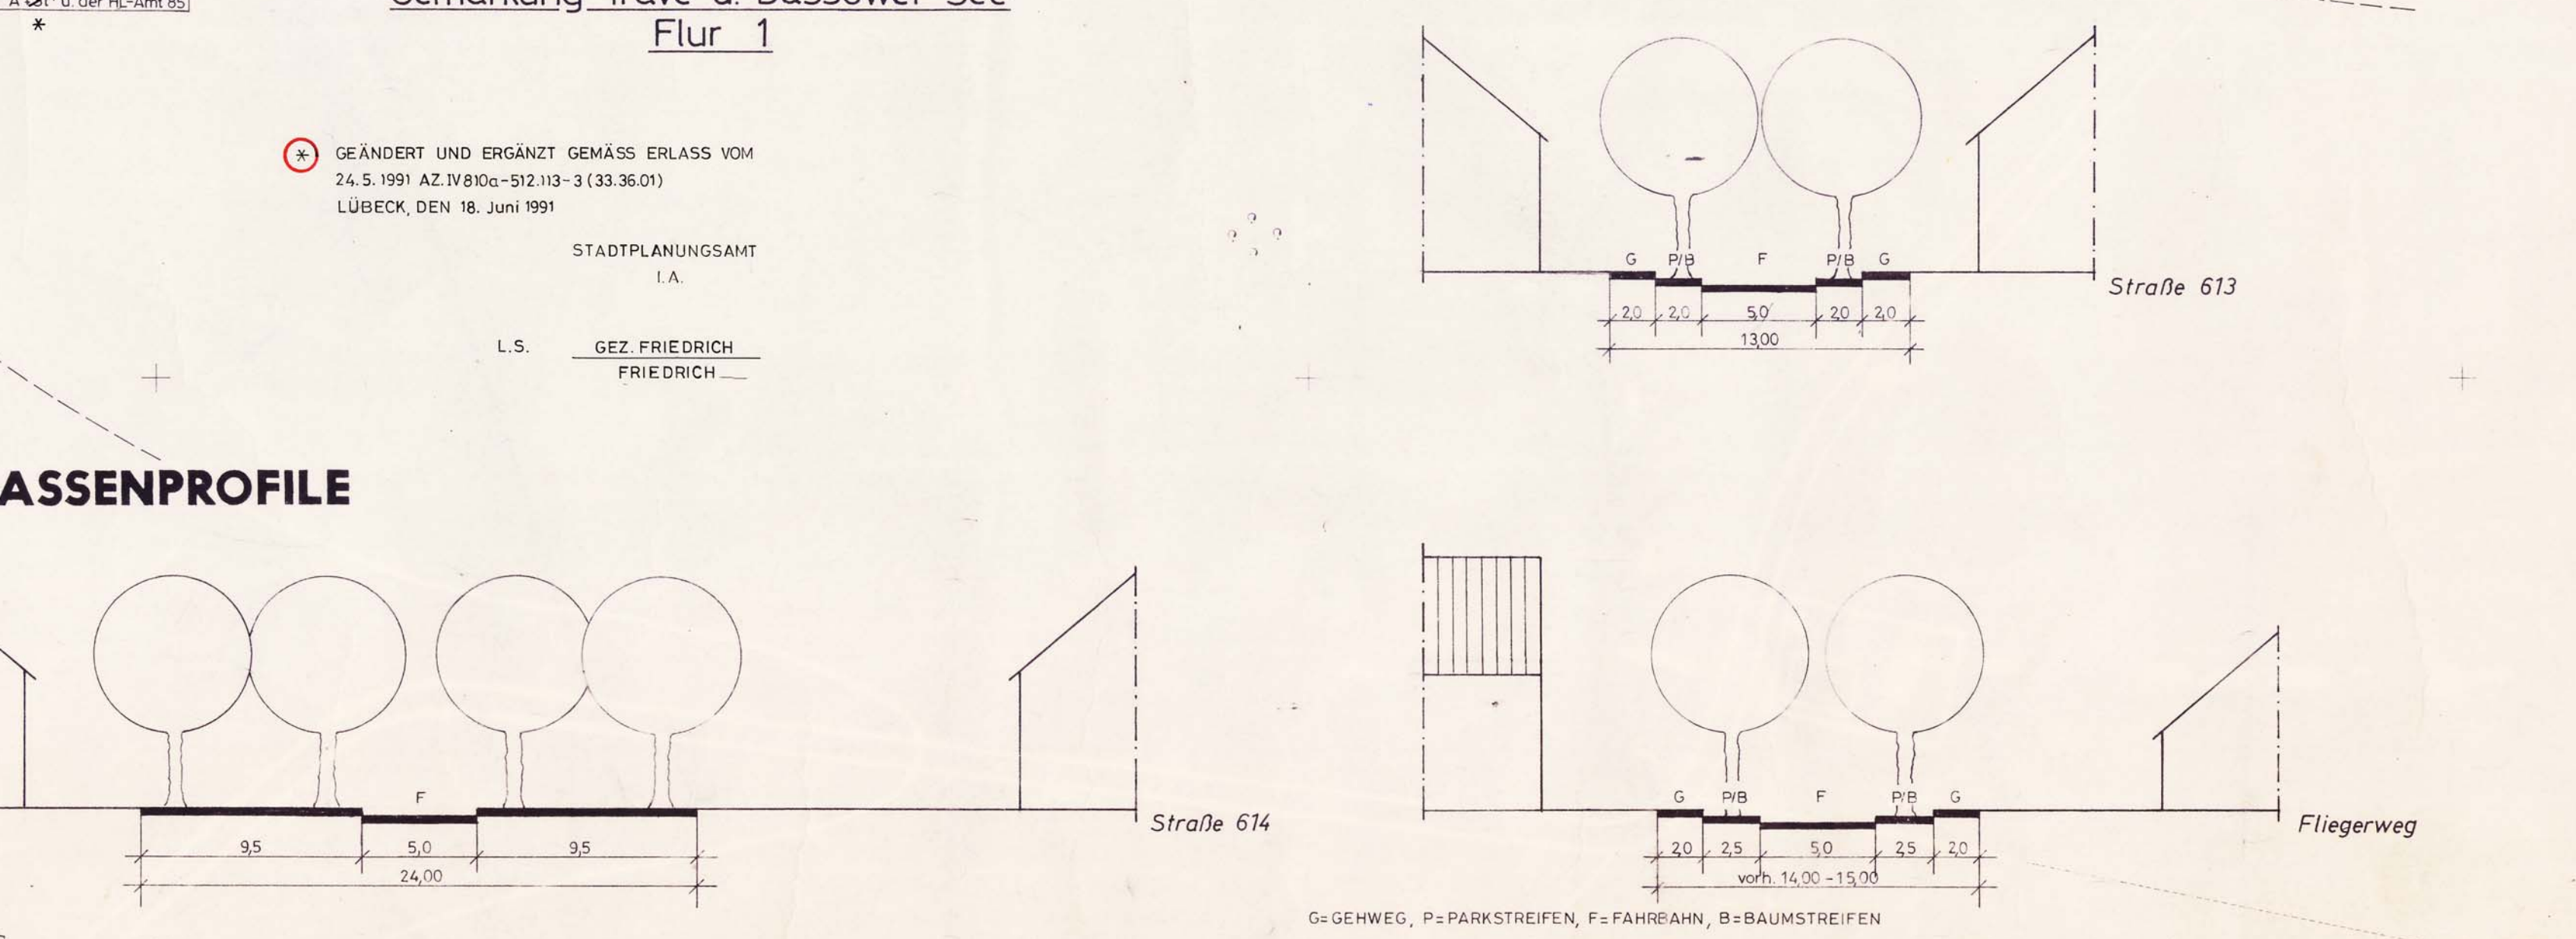 Flur 1
*
* GEÄNDERT UND ERGÄNZT GEMÄSS ERLASS VOM
24.5.1991 AZ.IV810a-512.113-3 (33.36.01)
LÜBECK, DEN 18. Juni 1991
STADTPLANUNGSAMT
I.A.
L.S. GEZ. FRIEDRICH
FRIEDRICH
G P/B F P/B G
Straße 613
2,0 2,0 5,0 2,0 2,0
13,00
ASSENPROFILE
F
Straße 614
9,5 5,0 9,5
24,00
G P/B F P/B G
Fliegerweg
2,0 2,5 5,0 2,5 2,0
vorh. 14,00 - 15,00
G=GEHWEG, P=PARKSTREIFEN, F=FAHRBAHN, B=BAUMSTREIFEN